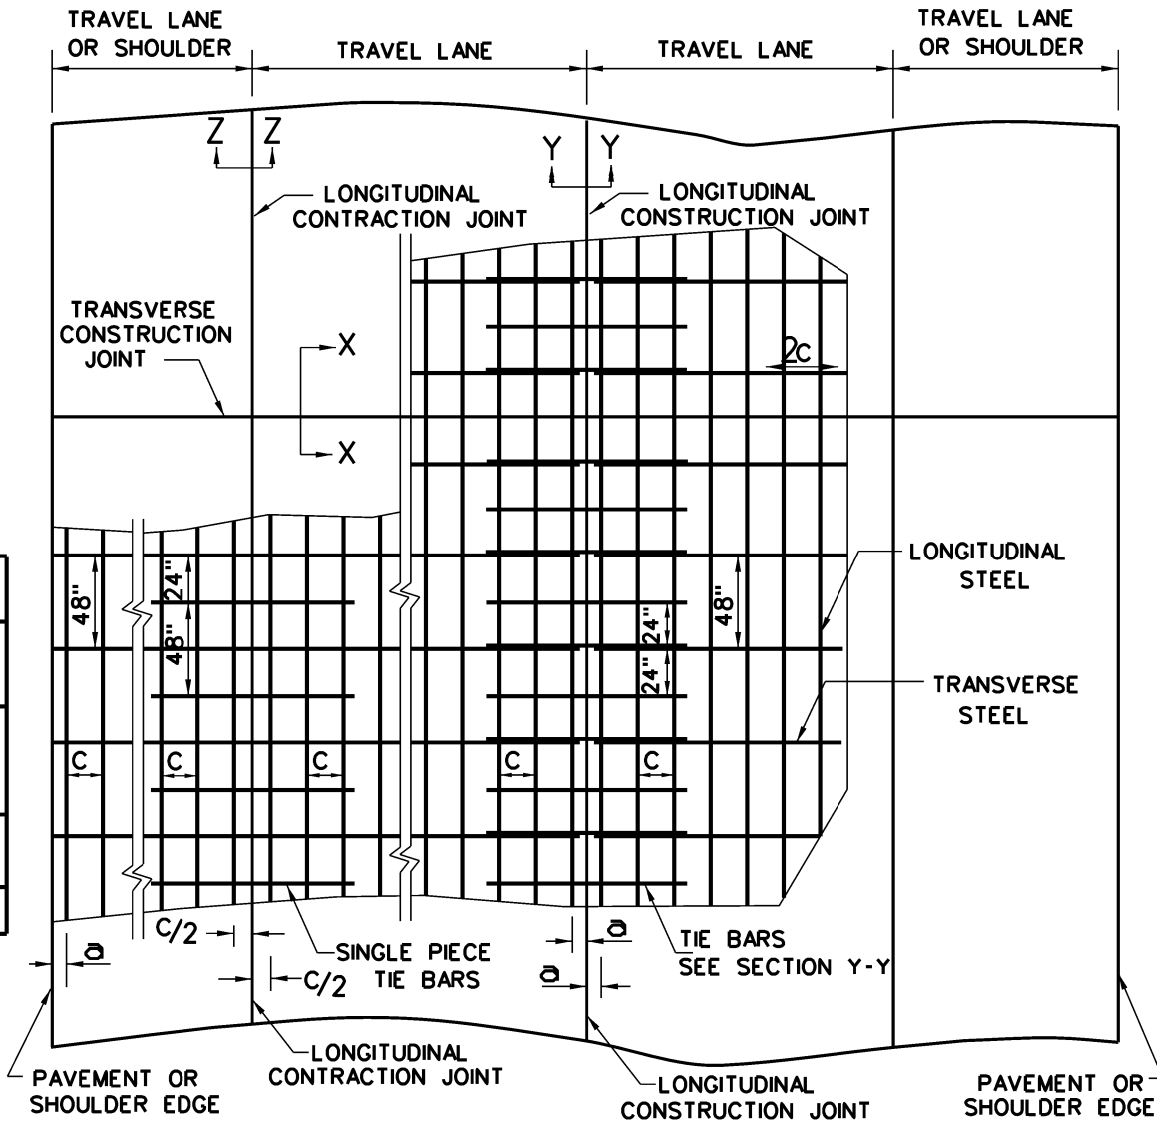 TRAVEL LANE
OR SHOULDER
TRAVEL LANE
TRAVEL LANE
TRAVEL LANE
OR SHOULDER
Z Z
Y Y
LONGITUDINAL
CONTRACTION JOINT
LONGITUDINAL
CONSTRUCTION JOINT
TRANSVERSE
CONSTRUCTION
JOINT
X
X
2c
LONGITUDINAL
STEEL
48"
24"
48"
24"
24"
48"
TRANSVERSE
STEEL
C
C
C
C
C
C/2
a
SINGLE PIECE
TIE BARS
C/2
a
a
TIE BARS
SEE SECTION Y-Y
LONGITUDINAL
CONTRACTION JOINT
LONGITUDINAL
CONSTRUCTION JOINT
PAVEMENT OR
SHOULDER EDGE
PAVEMENT OR
SHOULDER EDGE